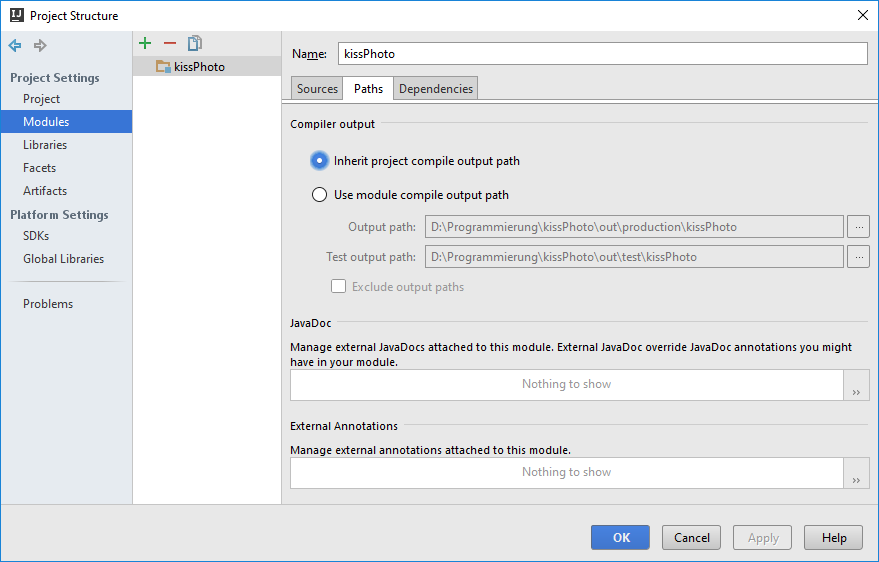 IJ Project Structure
Project Settings
Project
Modules
Libraries
Facets
Artifacts
Platform Settings
SDKs
Global Libraries
Problems
kissPhoto
Name: kissPhoto
Sources Paths Dependencies
Compiler output
Inherit project compile output path
Use module compile output path
Output path: D:\Programmierung\kissPhoto\out\production\kissPhoto ...
Test output path: D:\Programmierung\kissPhoto\out\test\kissPhoto ...
Exclude output paths
JavaDoc
Manage external JavaDocs attached to this module. External JavaDoc override JavaDoc annotations you might
have in your module.
Nothing to show »
External Annotations
Manage external annotations attached to this module.
Nothing to show »
OK Cancel Apply Help